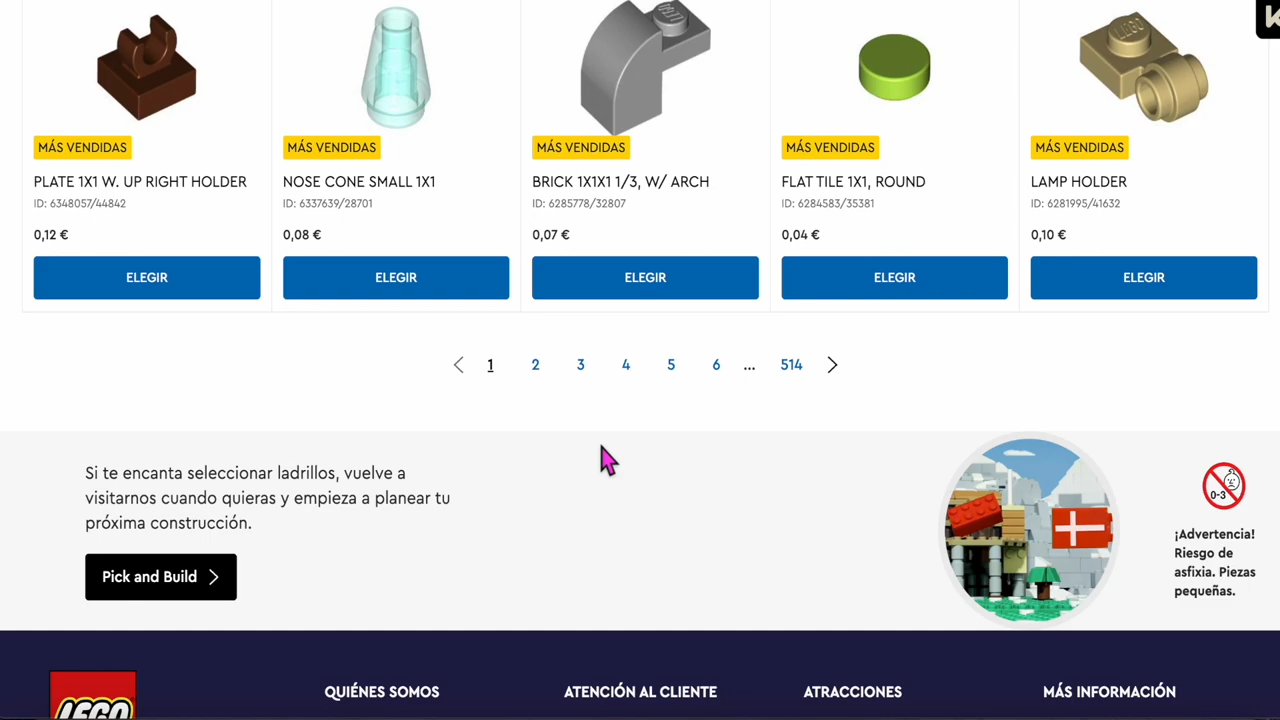 MÁS VENDIDAS
PLATE 1X1 W. UP RIGHT HOLDER
ID: 6348057/44842
0,12 €
ELEGIR
MÁS VENDIDAS
NOSE CONE SMALL 1X1
ID: 6337639/28701
0,08 €
ELEGIR
MÁS VENDIDAS
BRICK 1X1X1 1/3, W/ ARCH
ID: 6285778/32807
0,07 €
ELEGIR
MÁS VENDIDAS
FLAT TILE 1X1, ROUND
ID: 6284583/35381
0,04 €
ELEGIR
LEGO
MÁS VENDIDAS
LAMP HOLDER
ID: 6281995/41632
0,10 €
ELEGIR
1 2 3 4 5 6 ... 514
Si te encanta seleccionar ladrillos, vuelve a
visitarnos cuando quieras y empieza a planear tu
próxima construcción.
Pick and Build
0-3
¡Advertencia!
Riesgo de
asfixia. Piezas
pequeñas.
LEGO
QUIÉNES SOMOS
ATENCIÓN AL CLIENTE
ATRACCIONES
MÁS INFORMACIÓN